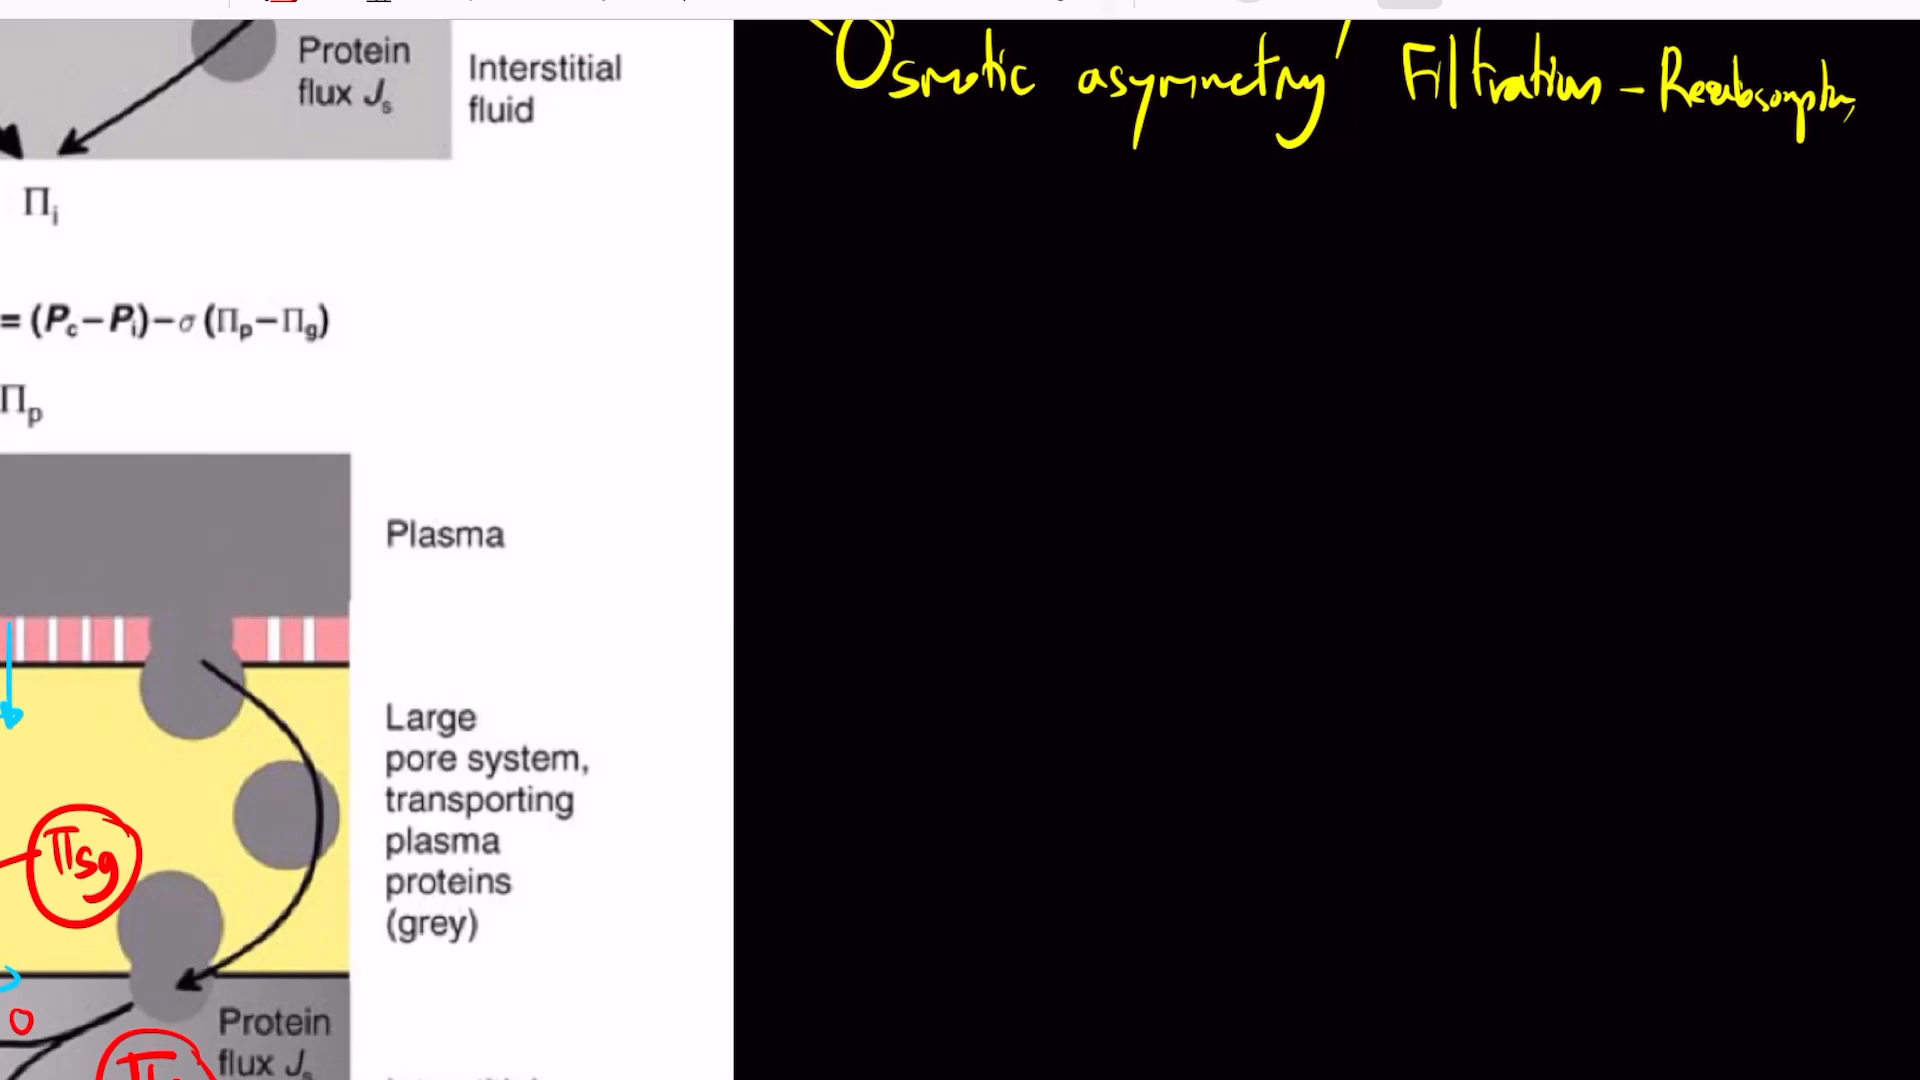 Protein
flux Js
Interstitial
fluid
Πi
= (Pc−Pi)−σ (Πp−Πg)
Πp
Plasma
Large
pore system,
transporting
plasma
proteins
(grey)
Πsg
0
Protein
flux Js
'Osmotic asymmetry' Filtration - Reabsorption